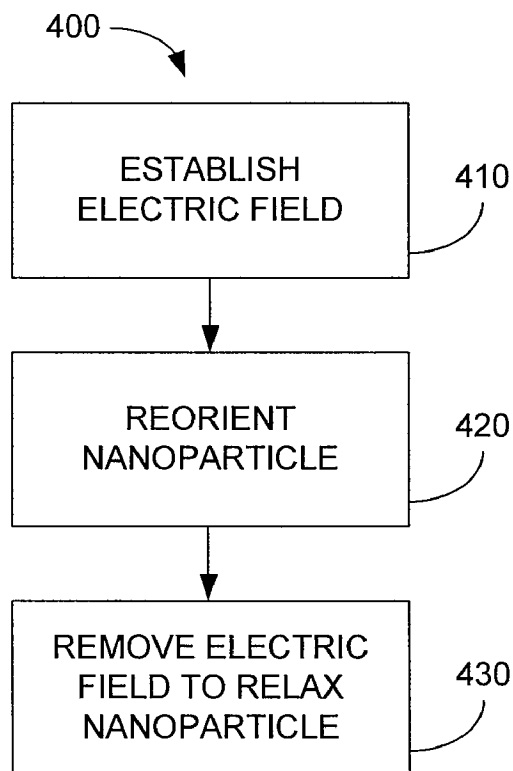 400
ESTABLISH
ELECTRIC FIELD
410
REORIENT
NANOPARTICLE
420
REMOVE ELECTRIC
FIELD TO RELAX
NANOPARTICLE
430